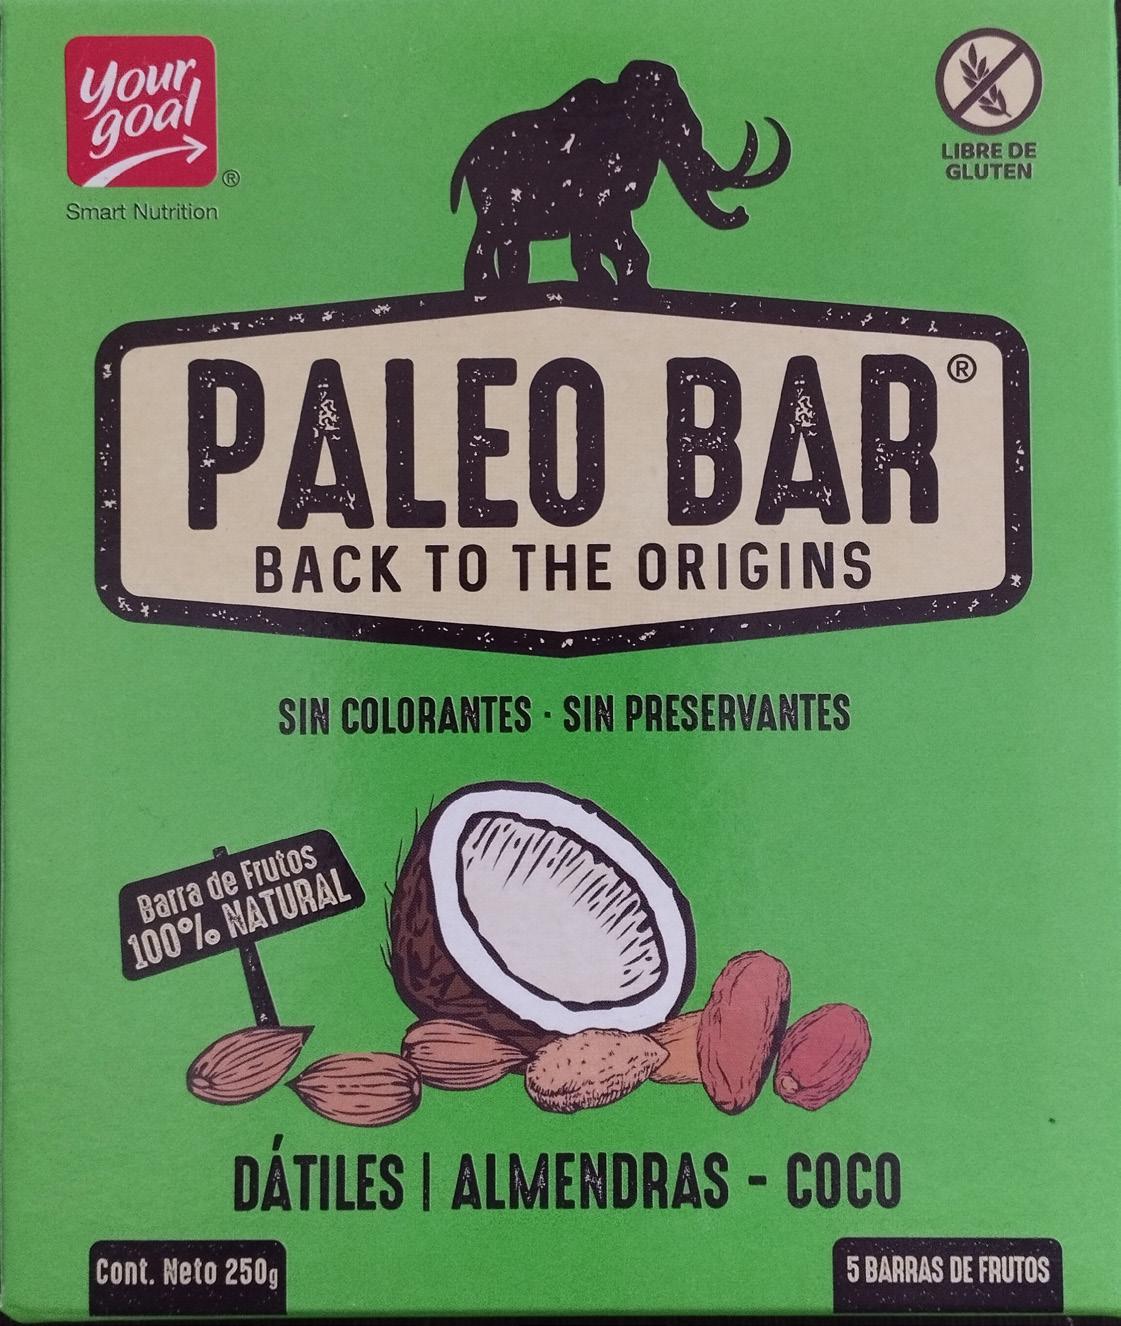 Your
goal
®
Smart Nutrition
LIBRE DE
GLUTEN
PALEO BAR®
BACK TO THE ORIGINS
SIN COLORANTES · SIN PRESERVANTES
Barra de Frutos
100% NATURAL
DÁTILES | ALMENDRAS - COCO
Cont. Neto 250g
5 BARRAS DE FRUTOS